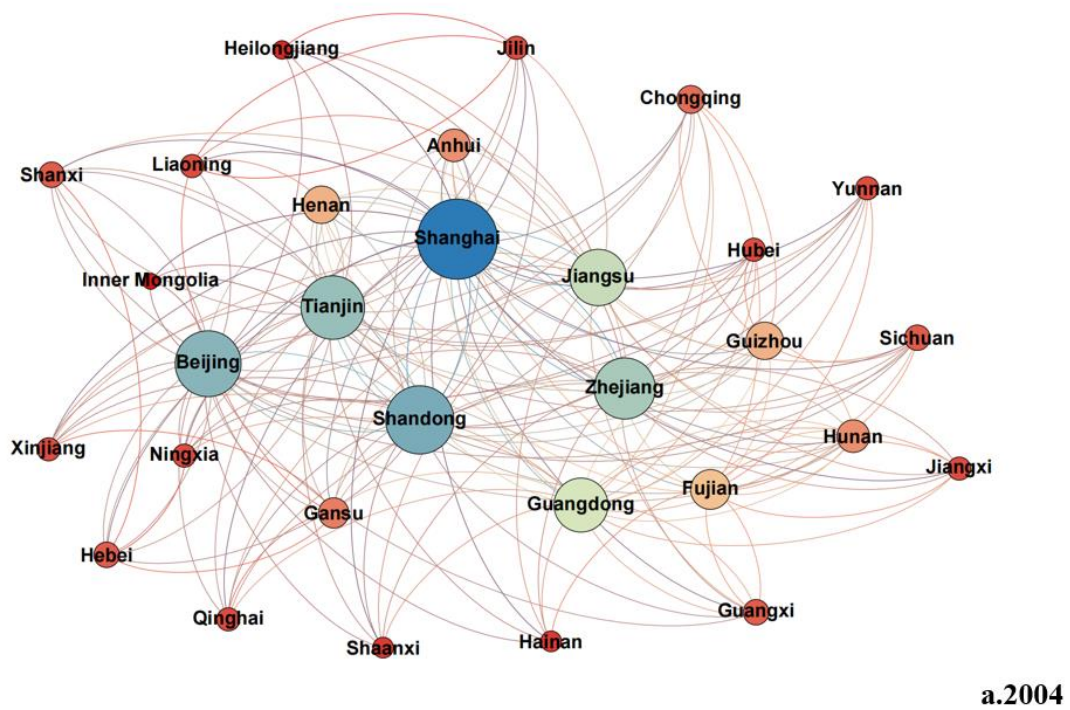 Heilongjiang
Jilin
Chongqing
Anhui
Liaoning
Shanxi
Yunnan
Henan
Shanghai
Hubei
Jiangsu
Inner Mongolia
Tianjin
Guizhou
Sichuan
Beijing
Zhejiang
Shandong
Hunan
Xinjiang
Ningxia
Jiangxi
Fujian
Guangdong
Gansu
Hebei
Guangxi
Qinghai
Hainan
Shaanxi
a.2004